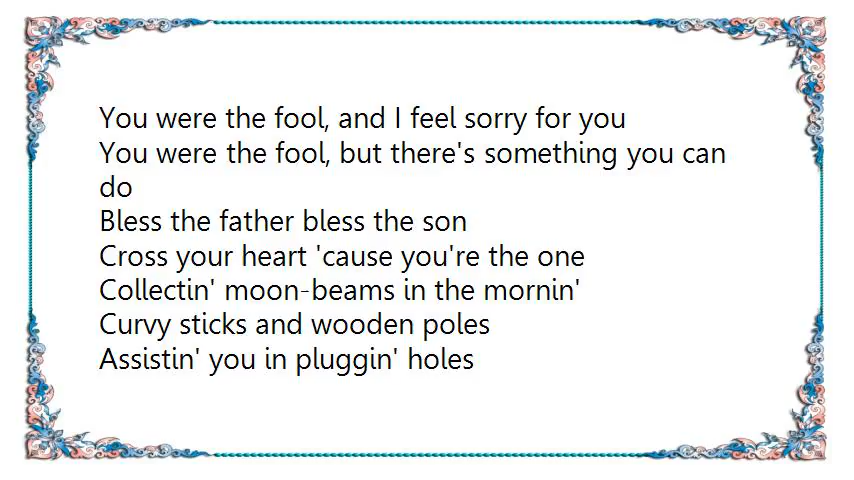 You were the fool, and I feel sorry for you
You were the fool, but there's something you can
do
Bless the father bless the son
Cross your heart 'cause you're the one
Collectin' moon-beams in the mornin'
Curvy sticks and wooden poles
Assistin' you in pluggin' holes